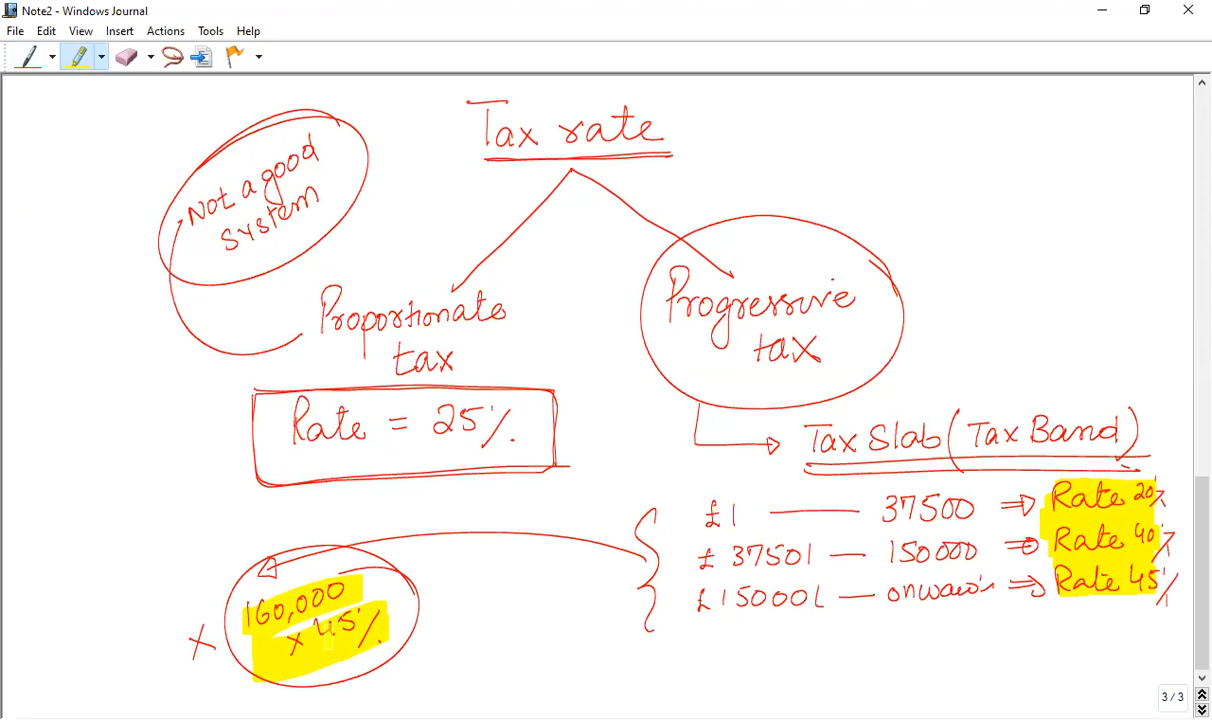 Note2 - Windows Journal
File Edit View Insert Actions Tools Help
Tax rate
Not a good
system
Proportionate
tax
Progressive
tax
Rate = 25%
Tax Slab (Tax Band)
£1 — 37500 ⇒ Rate 20%
£ 37501 — 150000 ⇒ Rate 40%
£150001 — onwards ⇒ Rate 45%
160,000
× 45%
×
3 / 3